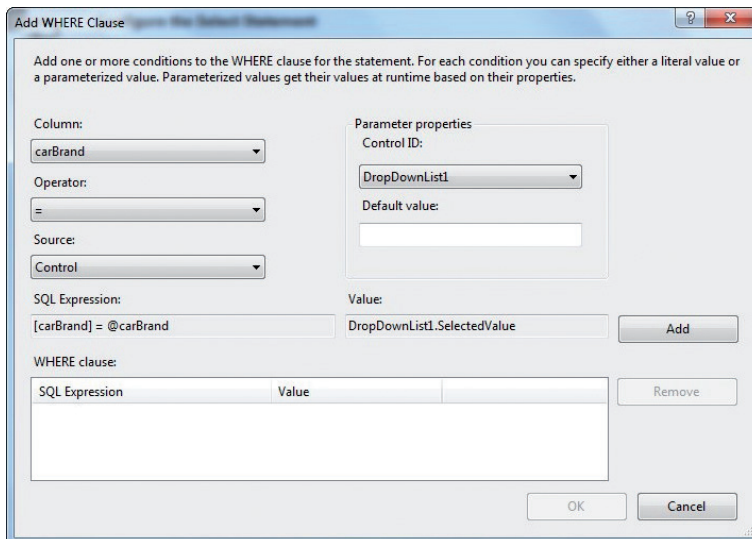 Add WHERE Clause
Add one or more conditions to the WHERE clause for the statement. For each condition you can specify either a literal value or
a parameterized value. Parameterized values get their values at runtime based on their properties.
Column:
carBrand
Operator:
=
Source:
Control
Parameter properties
Control ID:
DropDownList1
Default value:
SQL Expression:
[carBrand] = @carBrand
Value:
DropDownList1.SelectedValue
Add
WHERE clause:
SQL Expression Value
Remove
OK Cancel